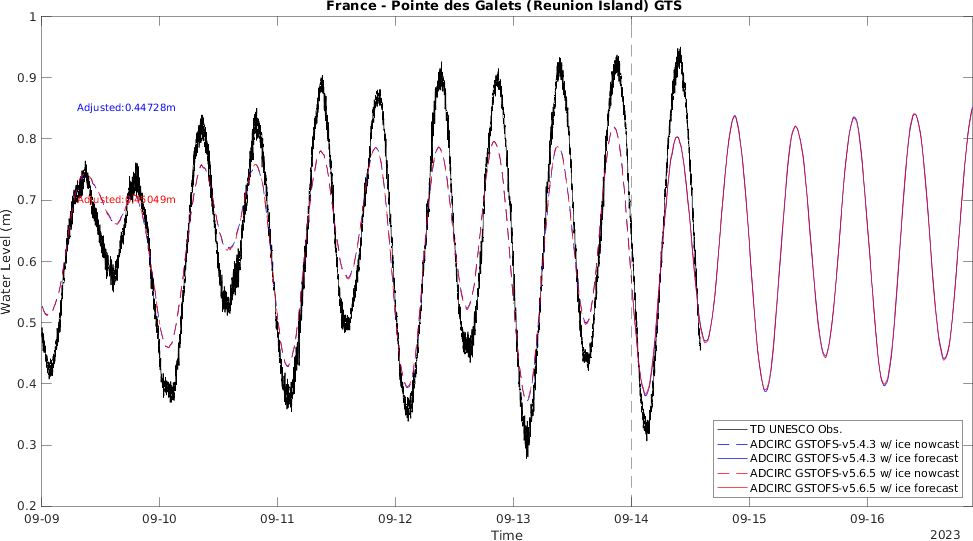 France - Pointe des Galets (Reunion Island) GTS
1
0.9
0.8
0.7
0.6
0.5
0.4
0.3
0.2
Water Level (m)
Adjusted:0.44728m
TD UNESCO Obs.
ADCIRC GSTOFS-v5.4.3 w/ ice nowcast
ADCIRC GSTOFS-v5.4.3 w/ ice forecast
ADCIRC GSTOFS-v5.6.5 w/ ice nowcast
ADCIRC GSTOFS-v5.6.5 w/ ice forecast
09-09
09-10
09-11
09-12
09-13
09-14
09-15
09-16
Time
2023